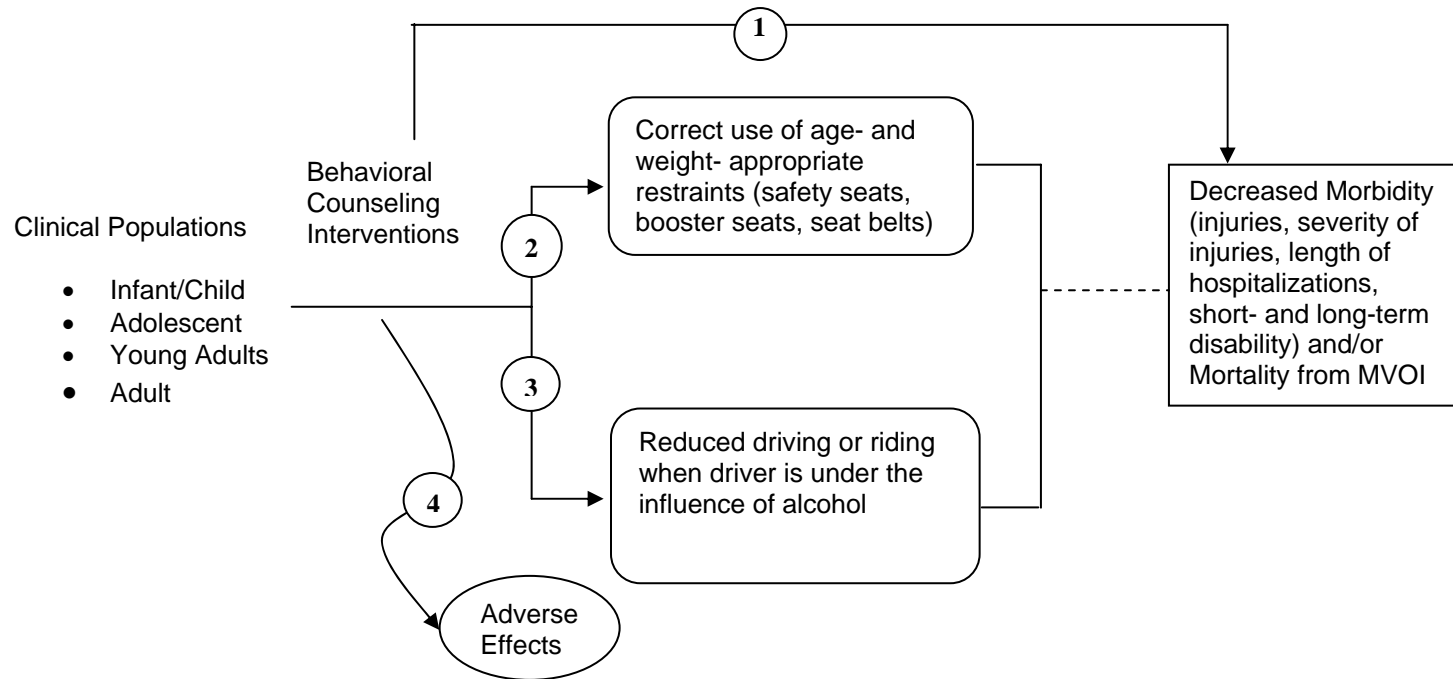 1
Correct use of age- and
weight- appropriate
restraints (safety seats,
booster seats, seat belts)
Behavioral
Counseling
Interventions
Decreased Morbidity
(injuries, severity of
injuries, length of
hospitalizations,
short- and long-term
disability) and/or
Mortality from MVOI
Clinical Populations
• Infant/Child
• Adolescent
• Young Adults
• Adult
2
3
Reduced driving or riding
when driver is under the
influence of alcohol
4
Adverse
Effects